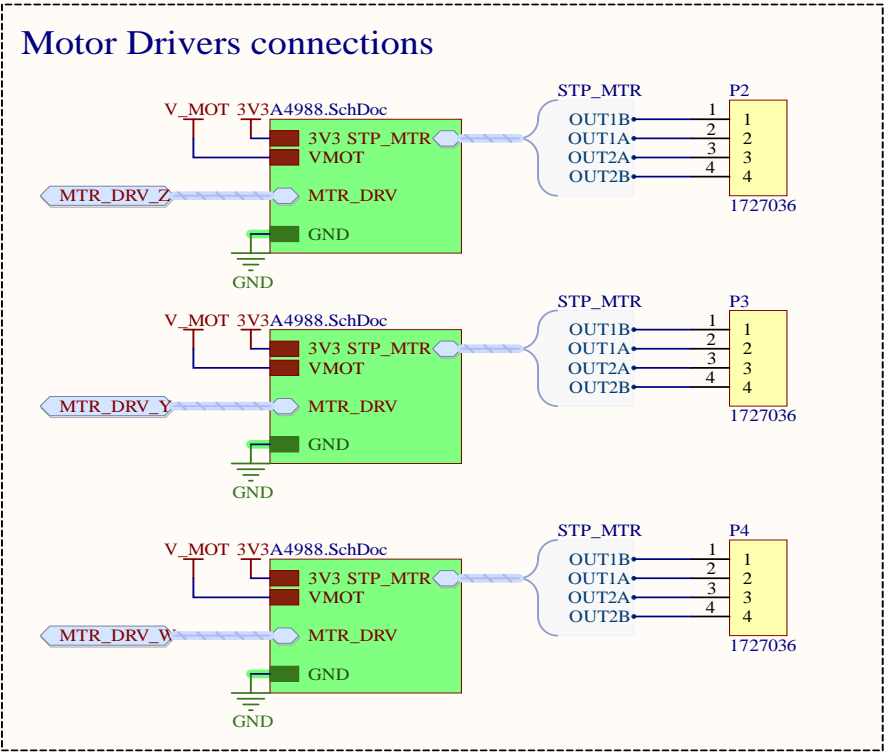 Motor Drivers connections
STP_MTR P2
V_MOT 3V3 A4988.SchDoc
OUT1B 1 1
3V3 STP_MTR OUT1A 2 2
VMOT OUT2A 3 3
OUT2B 4 4
MTR_DRV_Z MTR_DRV
1727036
GND
GND
STP_MTR P3
V_MOT 3V3 A4988.SchDoc
OUT1B 1 1
3V3 STP_MTR OUT1A 2 2
VMOT OUT2A 3 3
OUT2B 4 4
MTR_DRV_Y MTR_DRV
1727036
GND
GND
STP_MTR P4
V_MOT 3V3 A4988.SchDoc
OUT1B 1 1
3V3 STP_MTR OUT1A 2 2
VMOT OUT2A 3 3
OUT2B 4 4
MTR_DRV_W MTR_DRV
1727036
GND
GND